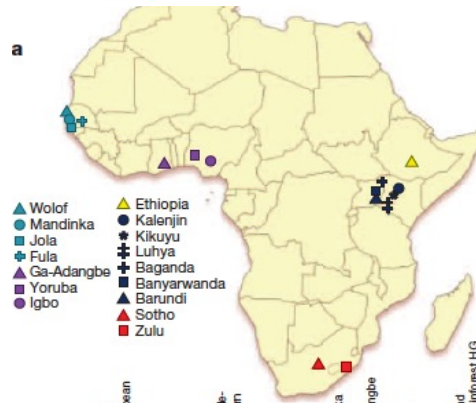 a
Wolof
Mandinka
Jola
Fula
Ga-Adangbe
Yoruba
Igbo
Ethiopia
Kalenjin
Kikuyu
Luhya
Baganda
Banyarwanda
Barundi
Sotho
Zulu